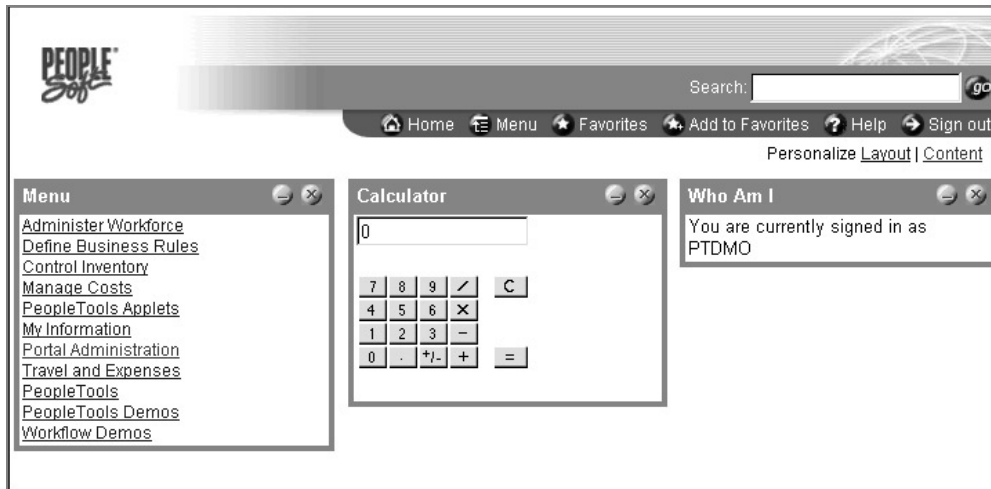 PEOPLE
Soft
Search: go
Home Menu Favorites Add to Favorites Help Sign out
Personalize Layout | Content
Menu
Administer Workforce
Define Business Rules
Control Inventory
Manage Costs
PeopleTools Applets
My Information
Portal Administration
Travel and Expenses
PeopleTools
PeopleTools Demos
Workflow Demos
Calculator
0
7 8 9 / C
4 5 6 X
1 2 3 -
0 . +/- + =
Who Am I
You are currently signed in as
PTDMO